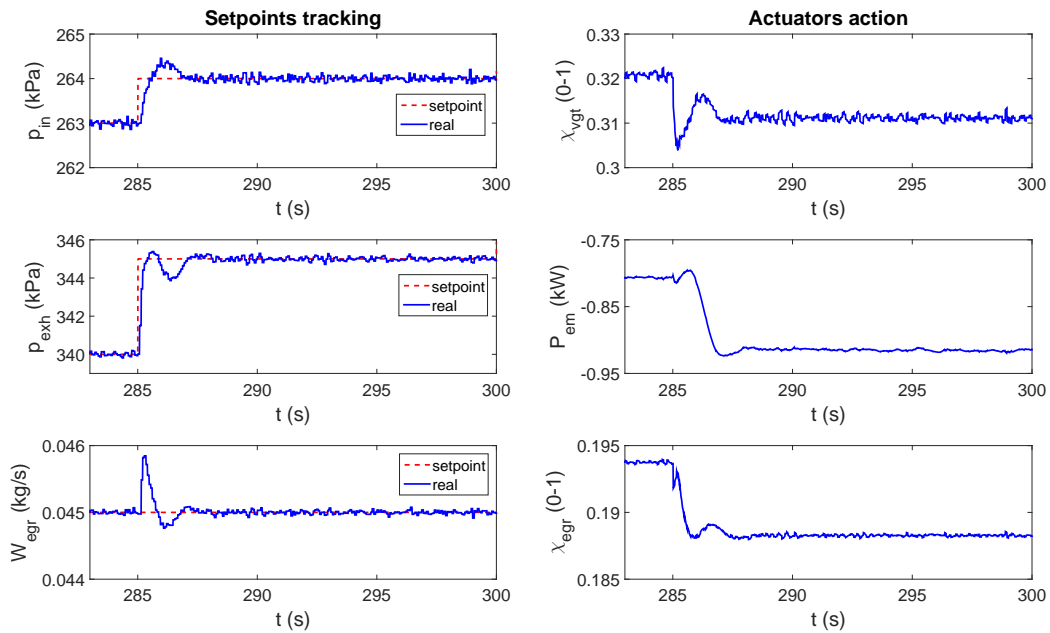 Setpoints tracking
265
264
263
262
p_in (kPa)
setpoint
real
285
290
295
300
t (s)
Actuators action
0.33
0.32
0.31
0.3
χ_vgt (0-1)
285
290
295
300
t (s)
346
344
342
340
p_exh (kPa)
setpoint
real
285
290
295
300
t (s)
-0.75
-0.85
-0.95
P_em (kW)
285
290
295
300
t (s)
0.046
0.045
0.044
W_egr (kg/s)
setpoint
real
285
290
295
300
t (s)
0.195
0.19
0.185
χ_egr (0-1)
285
290
295
300
t (s)